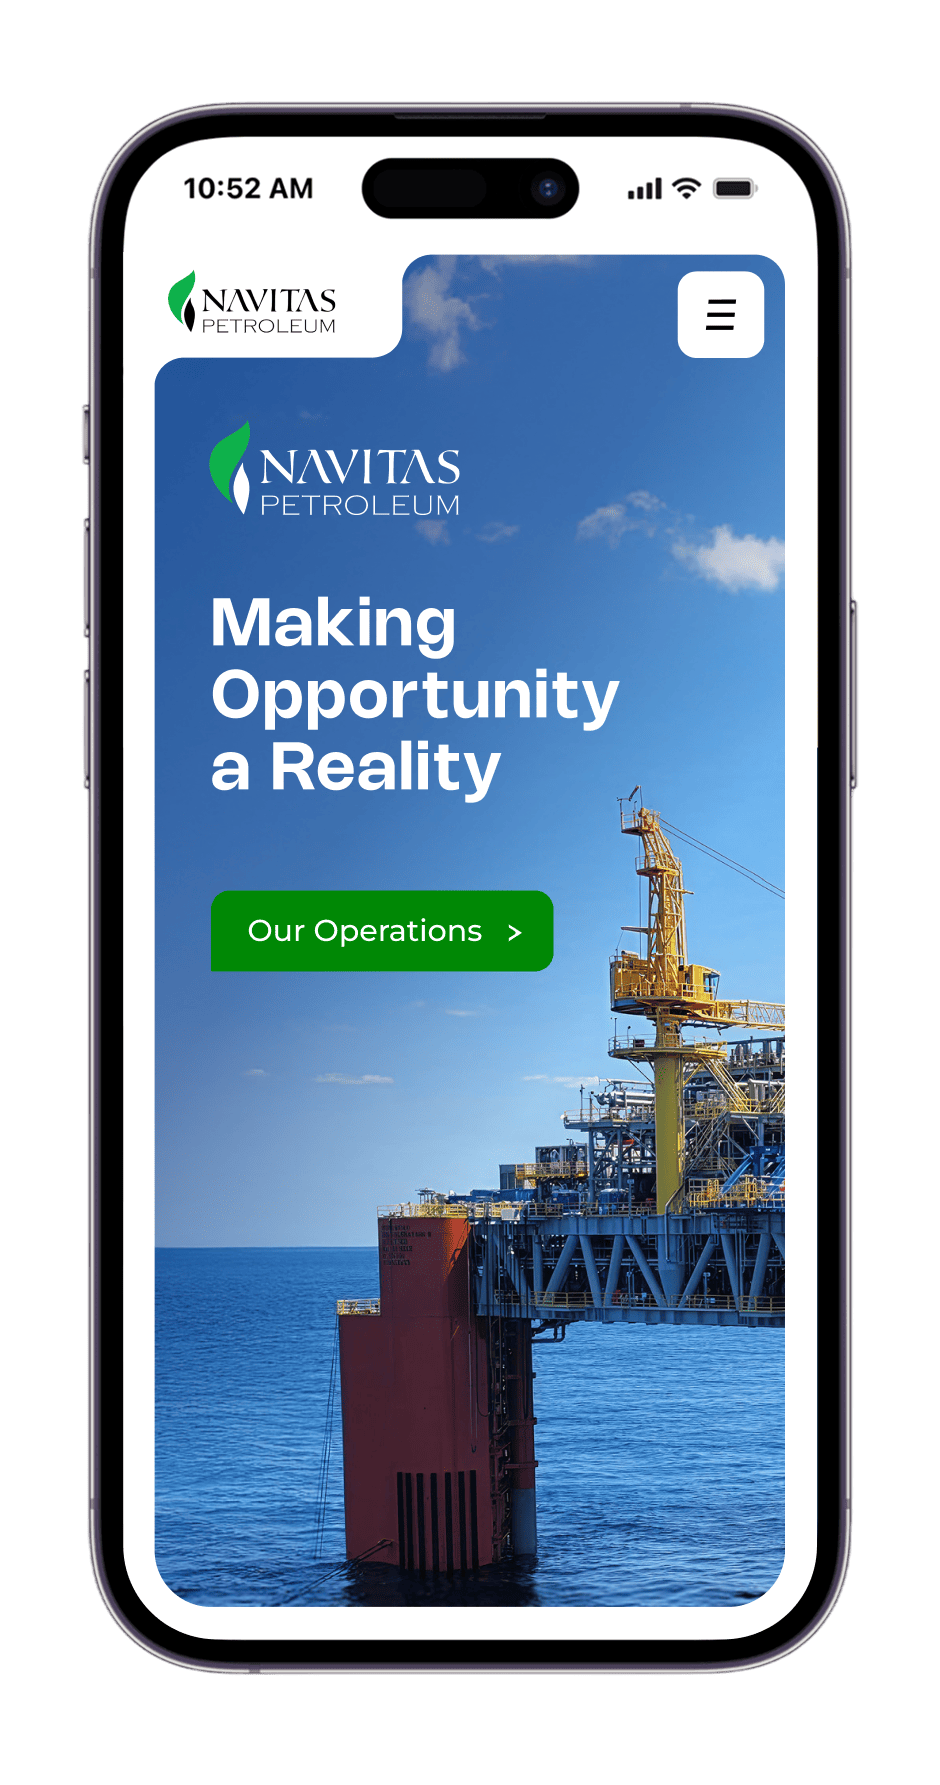 10:52 AM
NAVITAS
PETROLEUM
NAVITAS
PETROLEUM
Making
Opportunity
a Reality
Our Operations >